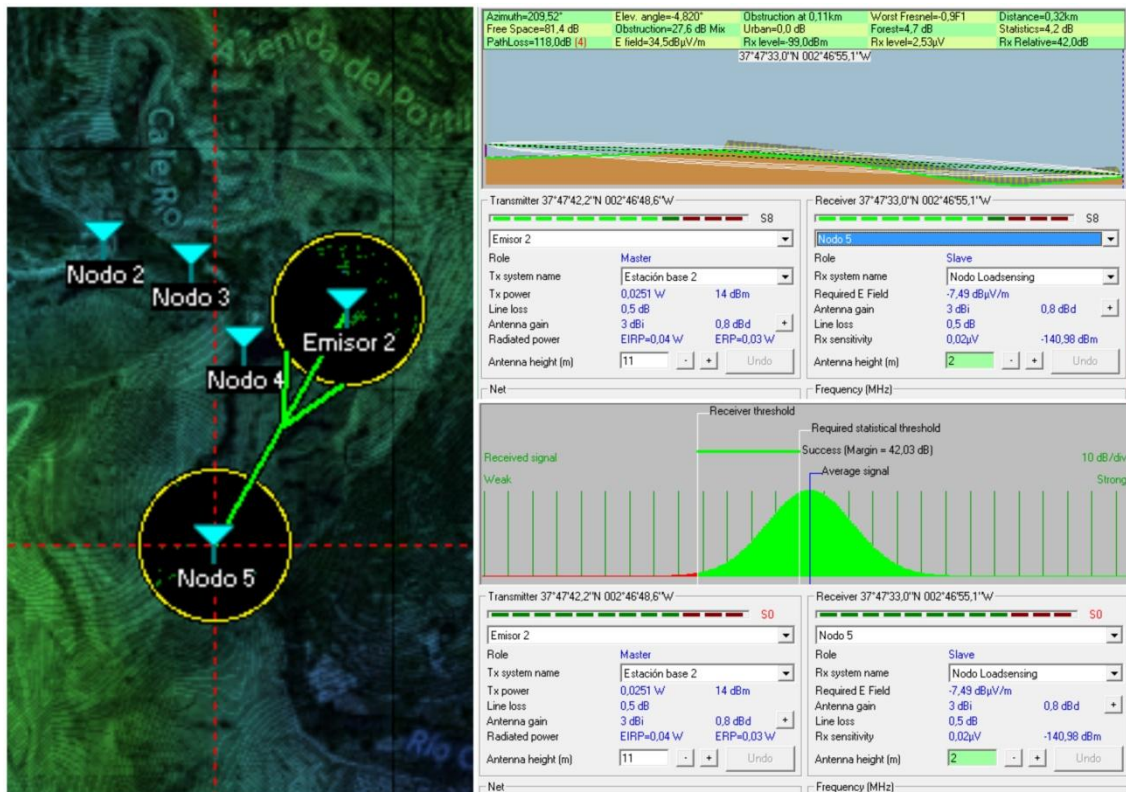 Calle Ro
del Portil
Nodo 2
Nodo 3
Emisor 2
Nodo 4
Nodo 5
Azimuth=209,52° Elev. angle=-4,820° Obstruction at 0,11km Worst Fresnel=-0,9F1 Distance=0,32km
Free Space=81,4 dB Obstruction=27,6 dB Mix Urban=0,0 dB Forest=4,7 dB Statistics=4,2 dB
PathLoss=118,0dB (4) E field=34,5dBµV/m Rx level=-99,0dBm Rx level=2,53µV Rx Relative=42,0dB
37°47'33,0"N 002°46'55,1"W
Transmitter 37°47'42,2"N 002°46'48,6"W
S8
Emisor 2
Role Master
Tx system name Estación base 2
Tx power 0,0251 W 14 dBm
Line loss 0,5 dB
Antenna gain 3 dBi 0,8 dBd +
Radiated power EIRP=0,04 W ERP=0,03 W
Antenna height (m) 11 - + Undo
Net
Receiver 37°47'33,0"N 002°46'55,1"W
S8
Nodo 5
Role Slave
Rx system name Nodo Loadsensing
Required E Field -7,49 dBµV/m
Antenna gain 3 dBi 0,8 dBd +
Line loss 0,5 dB
Rx sensitivity 0,02µV -140,98 dBm
Antenna height (m) 2 - + Undo
Frequency (MHz)
Receiver threshold
Required statistical threshold
Success (Margin = 42,03 dB)
Received signal 10 dB/div
Average signal
Weak Strong
Transmitter 37°47'42,2"N 002°46'48,6"W
S0
Emisor 2
Role Master
Tx system name Estación base 2
Tx power 0,0251 W 14 dBm
Line loss 0,5 dB
Antenna gain 3 dBi 0,8 dBd +
Radiated power EIRP=0,04 W ERP=0,03 W
Antenna height (m) 11 - + Undo
Net
Receiver 37°47'33,0"N 002°46'55,1"W
S0
Nodo 5
Role Slave
Rx system name Nodo Loadsensing
Required E Field -7,49 dBµV/m
Antenna gain 3 dBi 0,8 dBd +
Line loss 0,5 dB
Rx sensitivity 0,02µV -140,98 dBm
Antenna height (m) 2 - + Undo
Frequency (MHz)